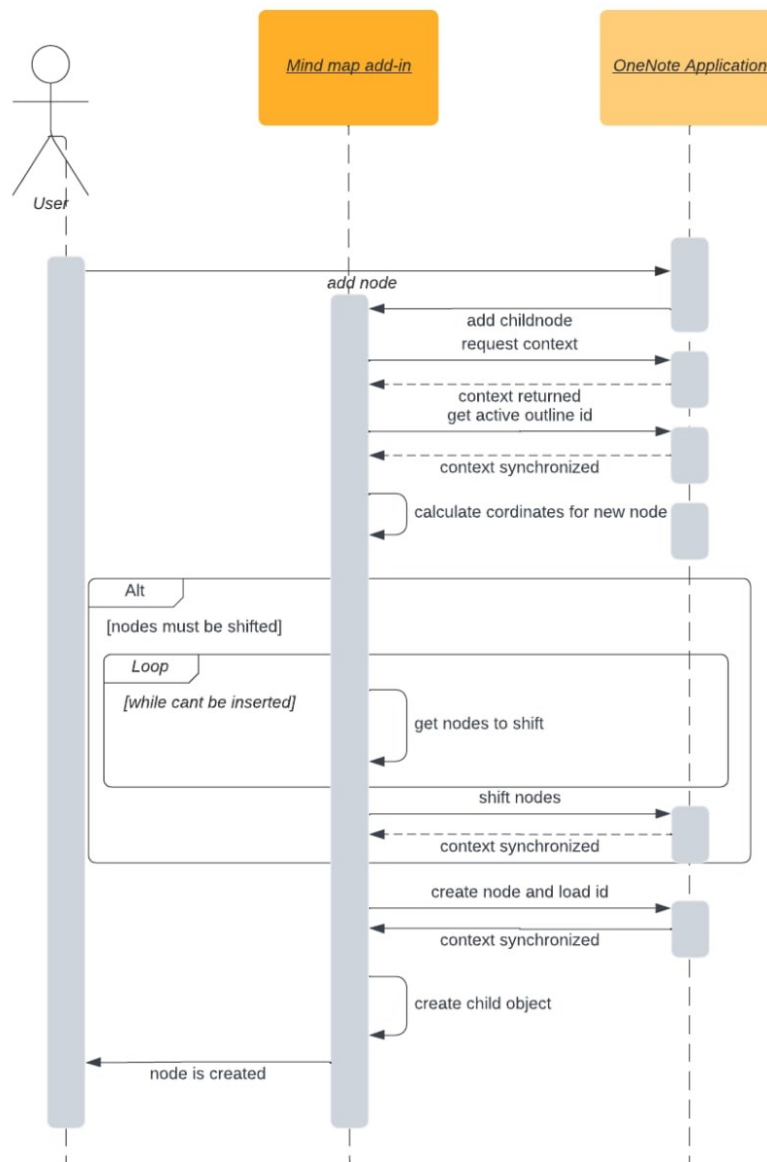 Mind map add-in
OneNote Application
User
add node
add childnode
request context
context returned
get active outline id
context synchronized
calculate cordinates for new node
Alt
[nodes must be shifted]
Loop
[while cant be inserted]
get nodes to shift
shift nodes
context synchronized
create node and load id
context synchronized
create child object
node is created